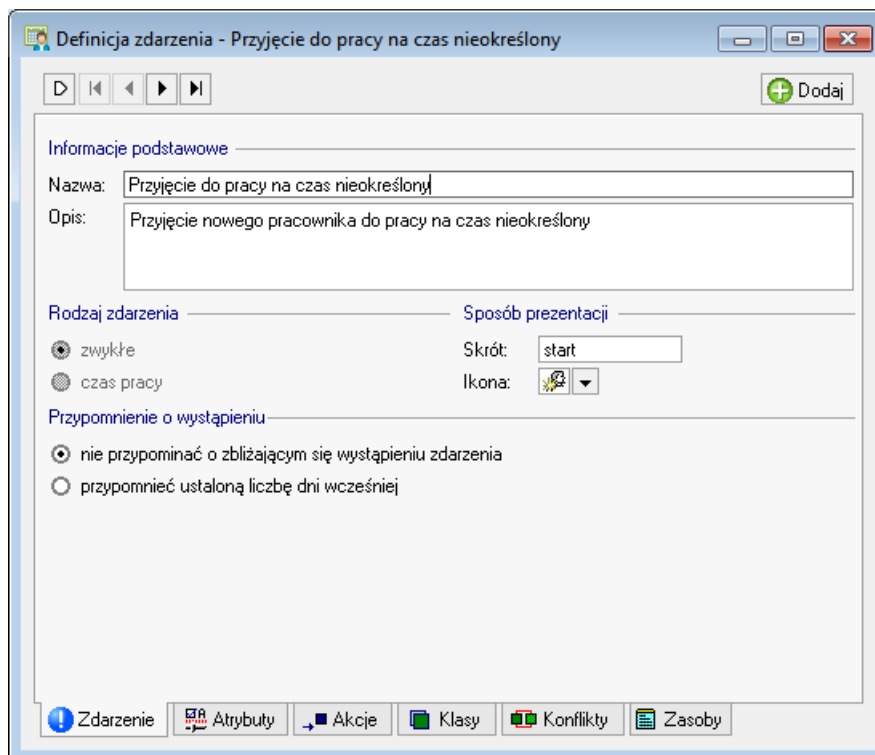 Definicja zdarzenia - Przyjęcie do pracy na czas nieokreślony
Dodaj
Informacje podstawowe
Nazwa: Przyjęcie do pracy na czas nieokreślony
Opis: Przyjęcie nowego pracownika do pracy na czas nieokreślony
Rodzaj zdarzenia Sposób prezentacji
zwykłe Skrót: start
czas pracy Ikona:
Przypomnienie o wystąpieniu
nie przypominać o zbliżającym się wystąpieniu zdarzenia
przypomnieć ustaloną liczbę dni wcześniej
Zdarzenie Atrybuty Akcje Klasy Konflikty Zasoby